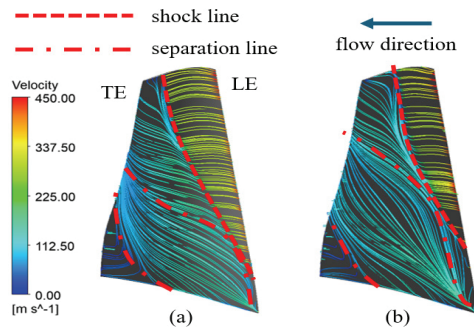 shock line
separation line
flow direction
Velocity
450.00
337.50
225.00
112.50
0.00
[m s^-1]
TE
LE
(a)
(b)